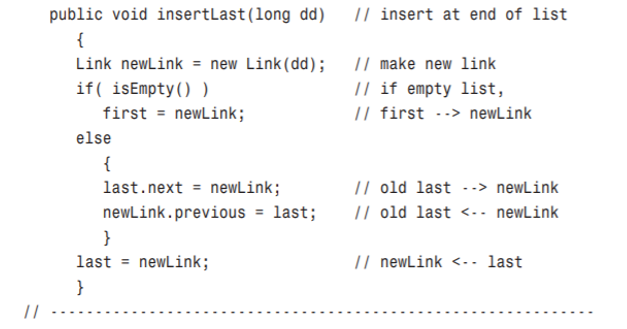 public void insertLast(long dd)   // insert at end of list
   {
   Link newLink = new Link(dd);   // make new link
   if( isEmpty() )                // if empty list,
      first = newLink;            // first --> newLink
   else
      {
      last.next = newLink;        // old last --> newLink
      newLink.previous = last;    // old last <-- newLink
      }
   last = newLink;                // newLink <-- last
   }
// -------------------------------------------------------------